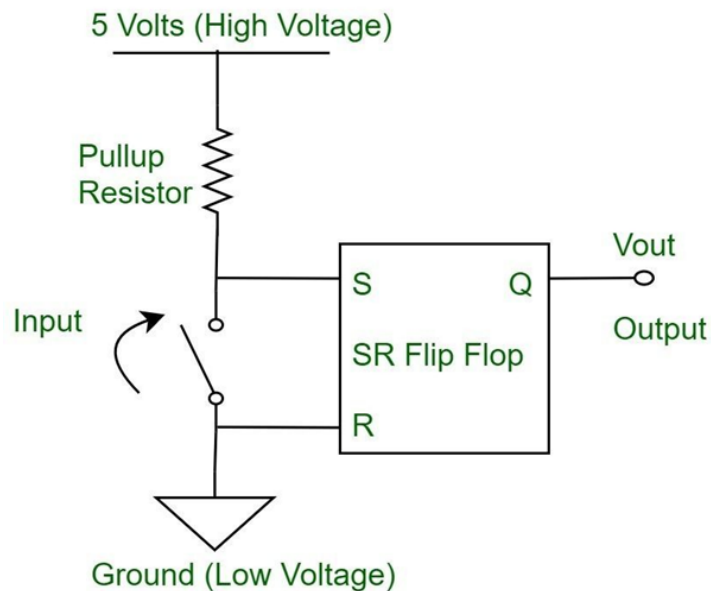 5 Volts (High Voltage)
Pullup
Resistor
Input
S
Q
SR Flip Flop
R
Vout
Output
Ground (Low Voltage)